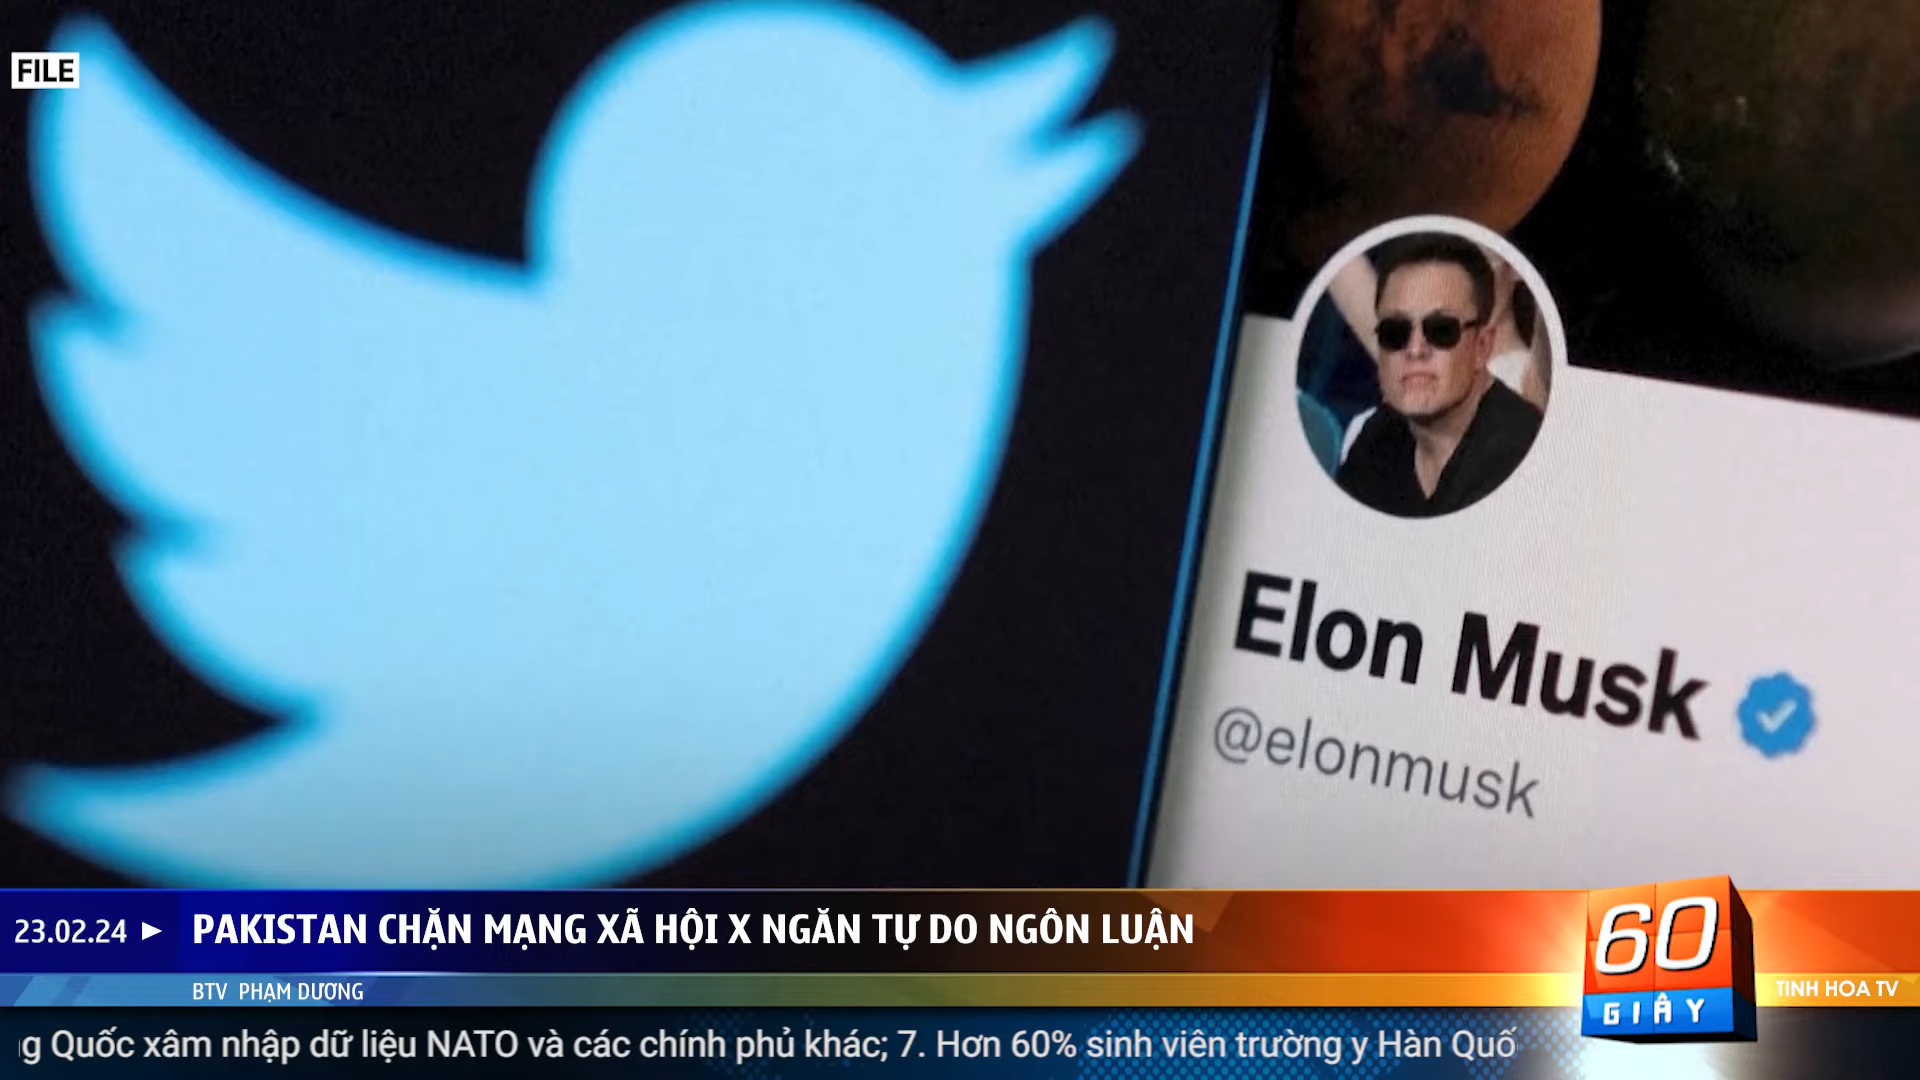 FILE
Elon Musk
@elonmusk
23.02.24
PAKISTAN CHẶN MẠNG XÃ HỘI X NGĂN TỰ DO NGÔN LUẬN
60
GIÂY
BTV PHẠM DƯƠNG
TINH HOA TV
Quốc xâm nhập dữ liệu NATO và các chính phủ khác; 7. Hơn 60% sinh viên trường y Hàn